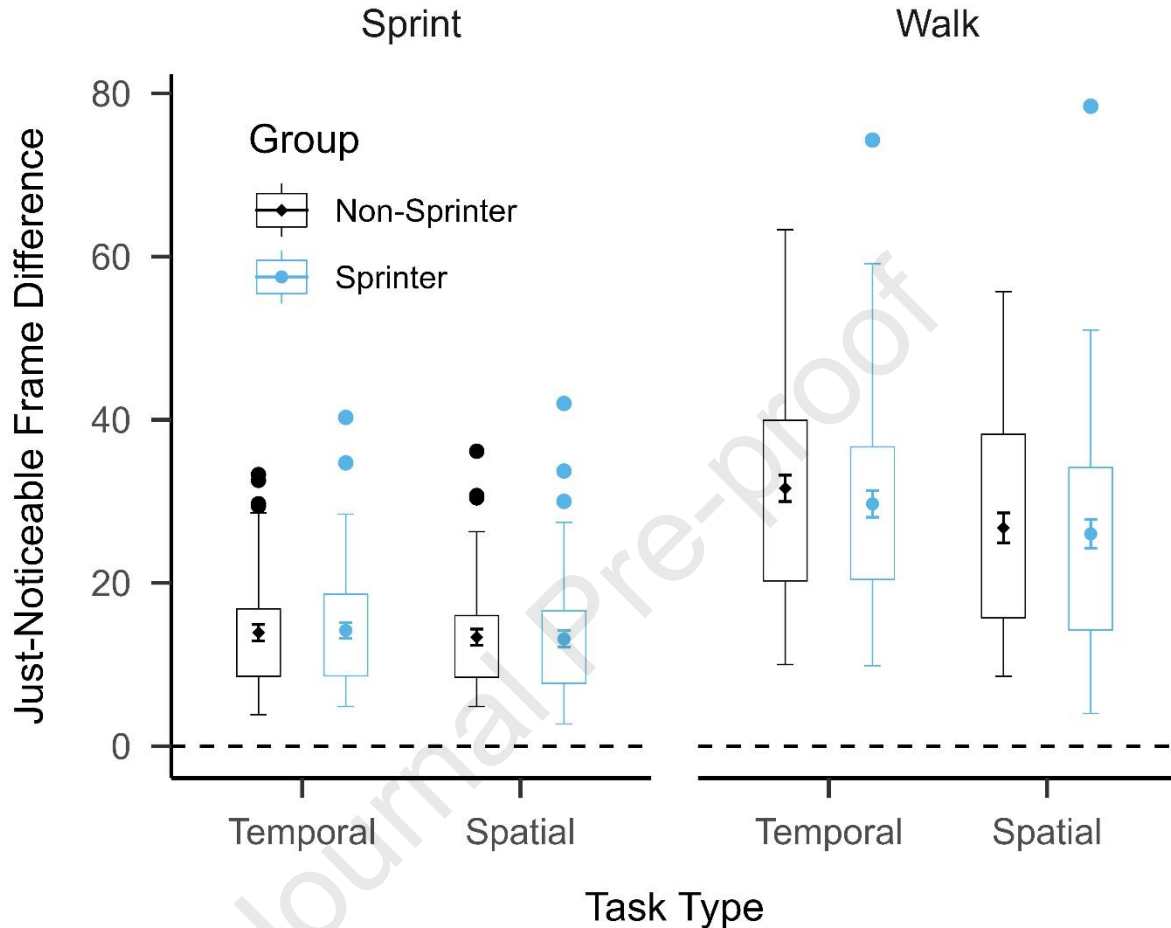 Sprint
Walk
Just-Noticeable Frame Difference
80
60
40
20
0
Group
Non-Sprinter
Sprinter
Journal Pre-proof
Temporal
Spatial
Temporal
Spatial
Task Type